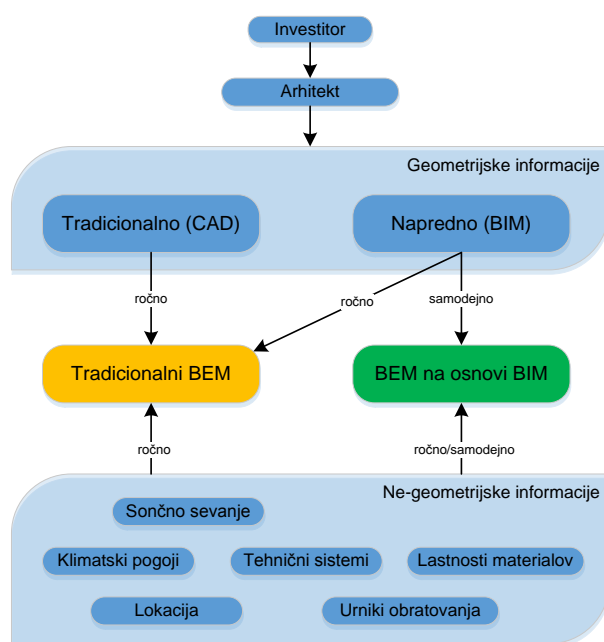 Investitor
Arhitekt
Geometrijske informacije
Tradicionalno (CAD)
Napredno (BIM)
ročno
ročno
samodejno
Tradicionalni BEM
BEM na osnovi BIM
ročno
ročno/samodejno
Ne-geometrijske informacije
Sončno sevanje
Klimatski pogoji
Tehnični sistemi
Lastnosti materialov
Lokacija
Urniki obratovanja